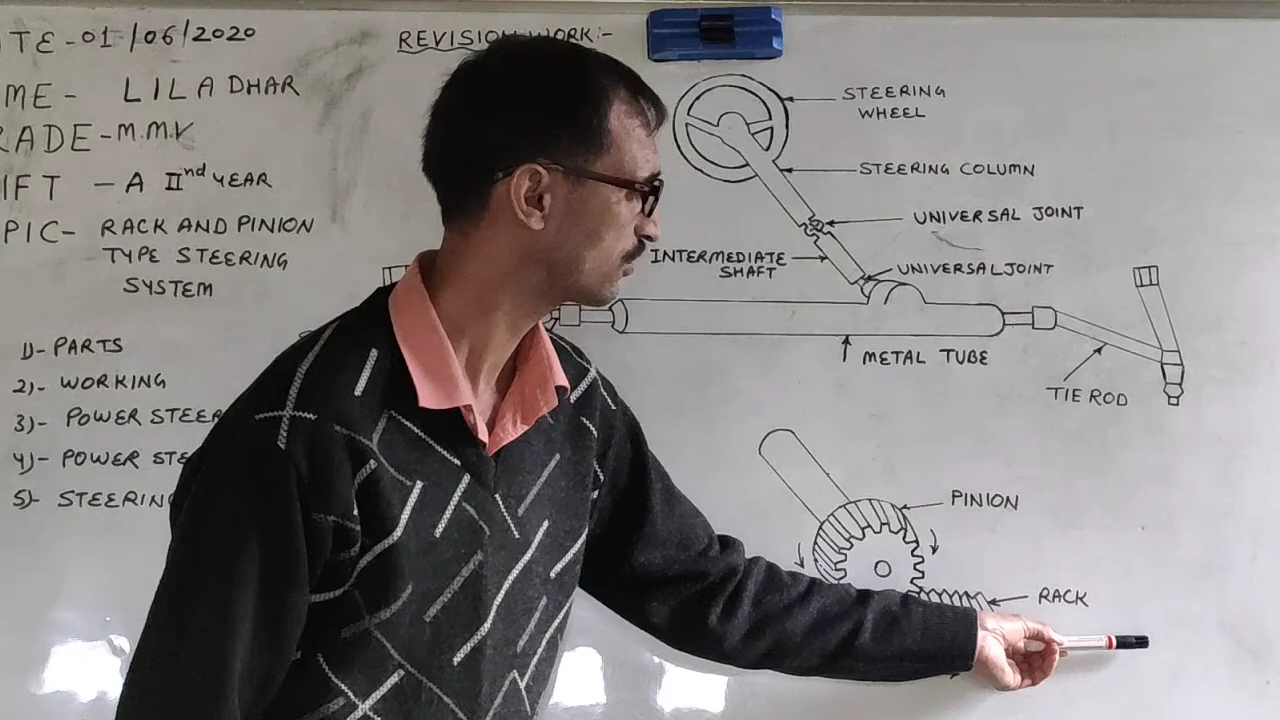 TE-01/06/2020
ME- LILADHAR
RADE-M.M.V
IFT -A IInd YEAR
PIC- RACK AND PINION
TYPE STEERING
SYSTEM
1)- PARTS
2)- WORKING
3)- POWER STEER
4)- POWER STE
5)- STEERING
REVISION WORK:-
STEERING
WHEEL
STEERING COLUMN
UNIVERSAL JOINT
INTERMEDIATE
SHAFT
UNIVERSAL JOINT
METAL TUBE
TIE ROD
PINION
RACK